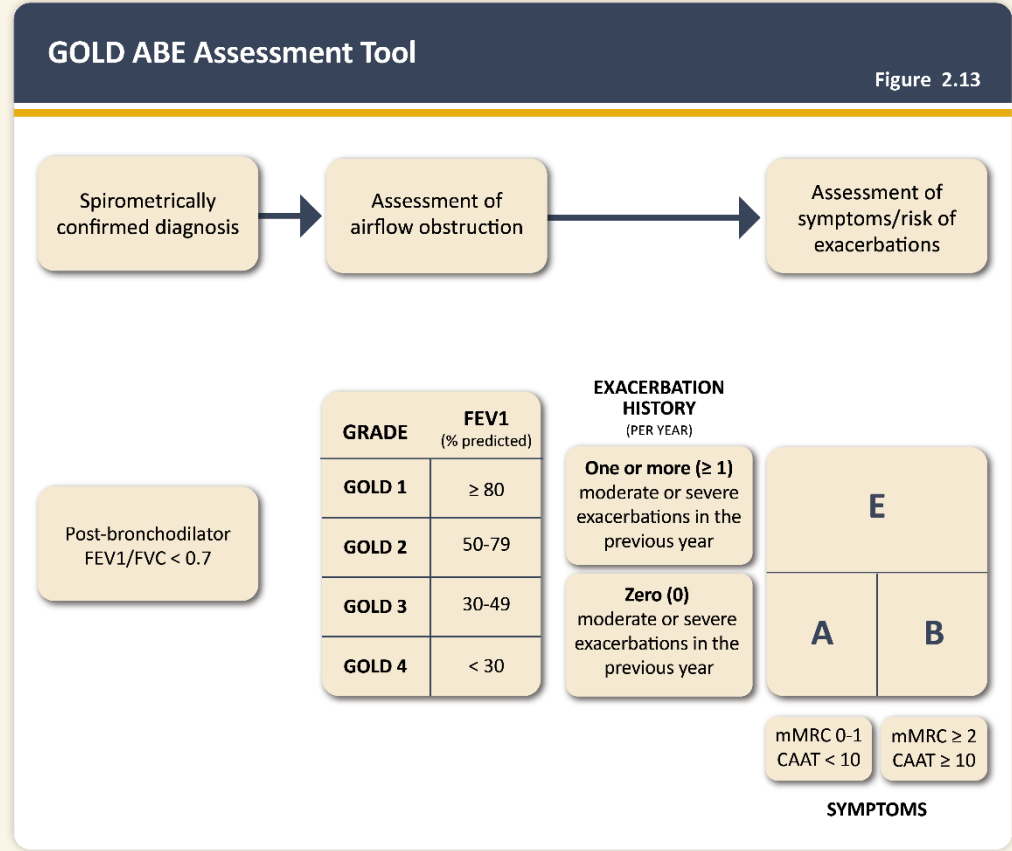 GOLD ABE Assessment Tool
Figure 2.13
Spirometrically
confirmed diagnosis
Assessment of
airflow obstruction
Assessment of
symptoms/risk of
exacerbations
Post-bronchodilator
FEV1/FVC < 0.7
GRADE
FEV1
(% predicted)
GOLD 1
≥ 80
GOLD 2
50-79
GOLD 3
30-49
GOLD 4
< 30
EXACERBATION
HISTORY
(PER YEAR)
One or more (≥ 1)
moderate or severe
exacerbations in the
previous year
Zero (0)
moderate or severe
exacerbations in the
previous year
E
A
B
mMRC 0-1
CAAT < 10
mMRC ≥ 2
CAAT ≥ 10
SYMPTOMS